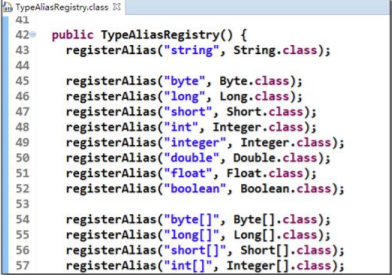 TypeAliasRegistry.class
41
42 public TypeAliasRegistry() {
43 registerAlias("string", String.class);
44
45 registerAlias("byte", Byte.class);
46 registerAlias("long", Long.class);
47 registerAlias("short", Short.class);
48 registerAlias("int", Integer.class);
49 registerAlias("integer", Integer.class);
50 registerAlias("double", Double.class);
51 registerAlias("float", Float.class);
52 registerAlias("boolean", Boolean.class);
53
54 registerAlias("byte[]", Byte[].class);
55 registerAlias("long[]", Long[].class);
56 registerAlias("short[]", Short[].class);
57 registerAlias("int[]", Integer[].class);